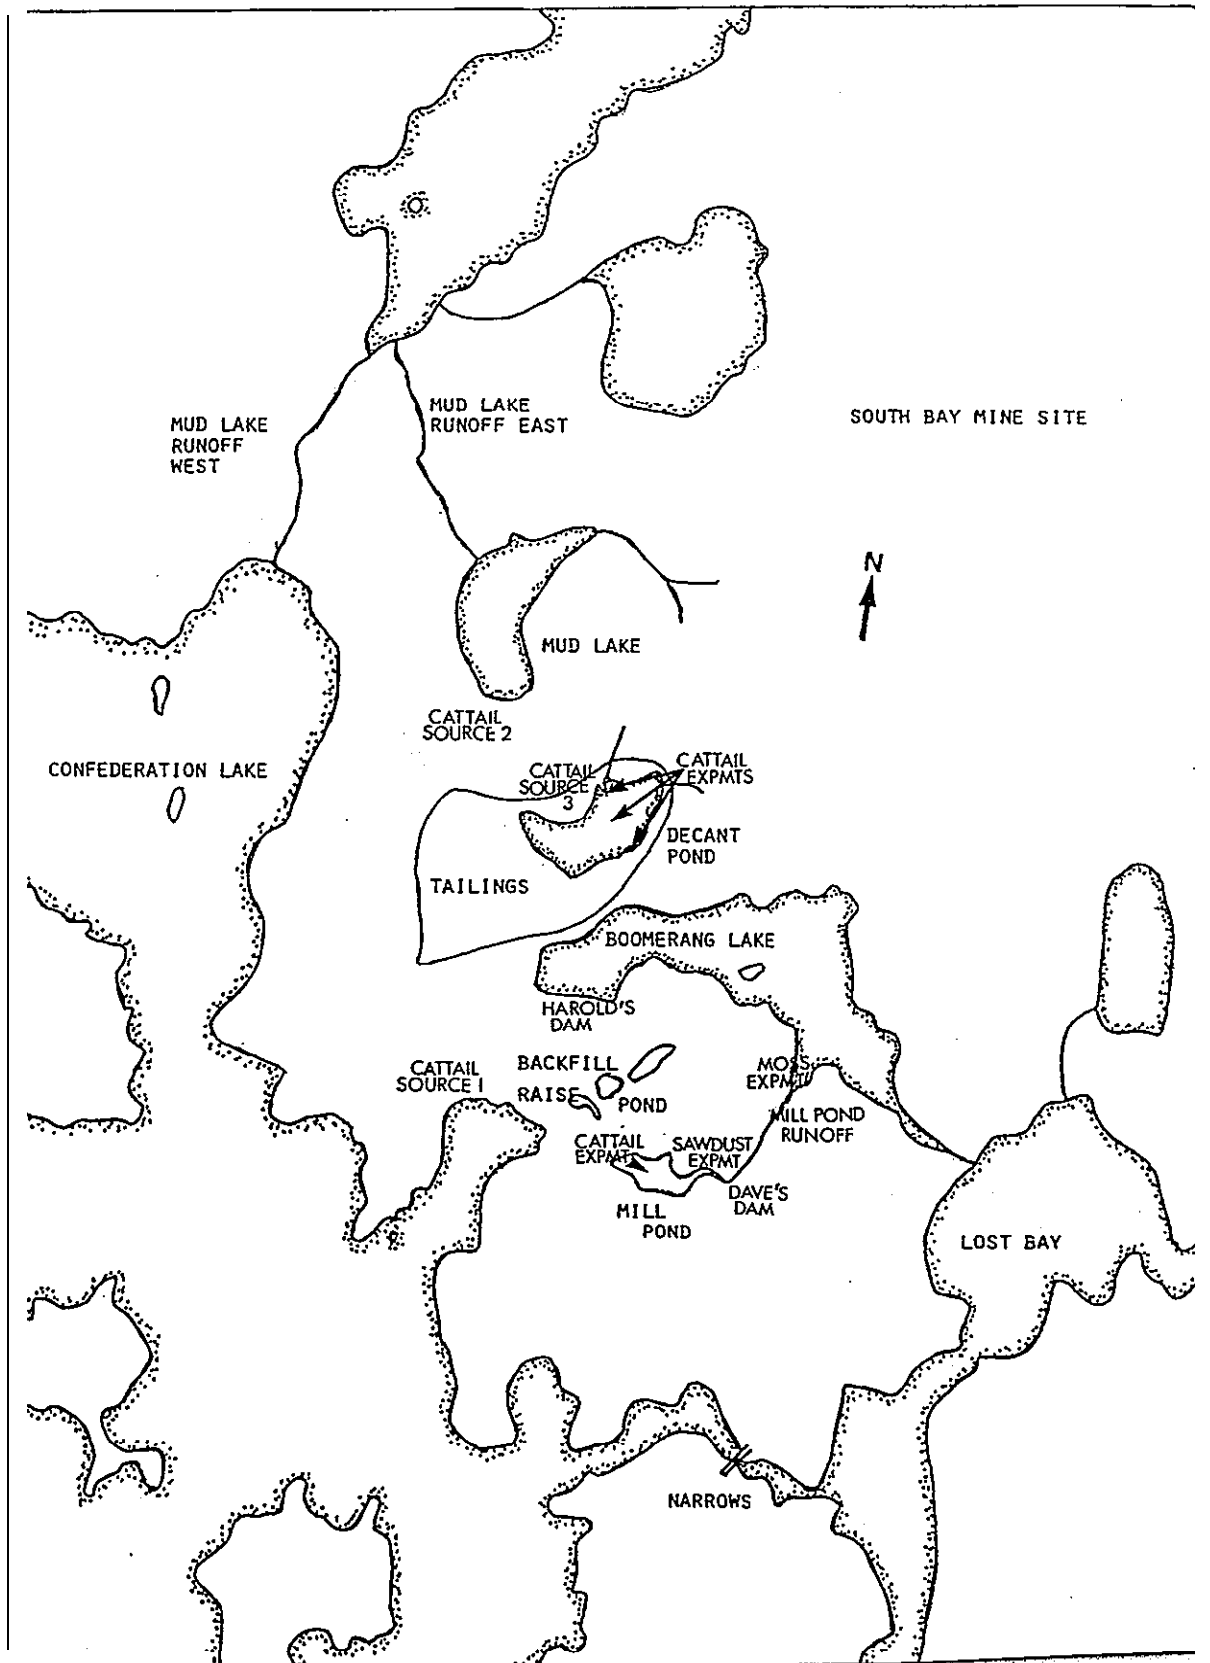 MUD LAKE
RUNOFF
WEST
MUD LAKE
RUNOFF EAST
SOUTH BAY MINE SITE
N
MUD LAKE
CATTAIL
SOURCE 2
CONFEDERATION LAKE
CATTAIL
SOURCE
3
CATTAIL
EXPMTS
DECANT
POND
TAILINGS
BOOMERANG LAKE
HAROLD'S
DAM
CATTAIL
SOURCE 1
BACKFILL
RAISE
POND
MOSS
EXPMT
MILL POND
RUNOFF
CATTAIL
EXPMT
SAWDUST
EXPMT
DAVE'S
DAM
MILL
POND
LOST BAY
NARROWS